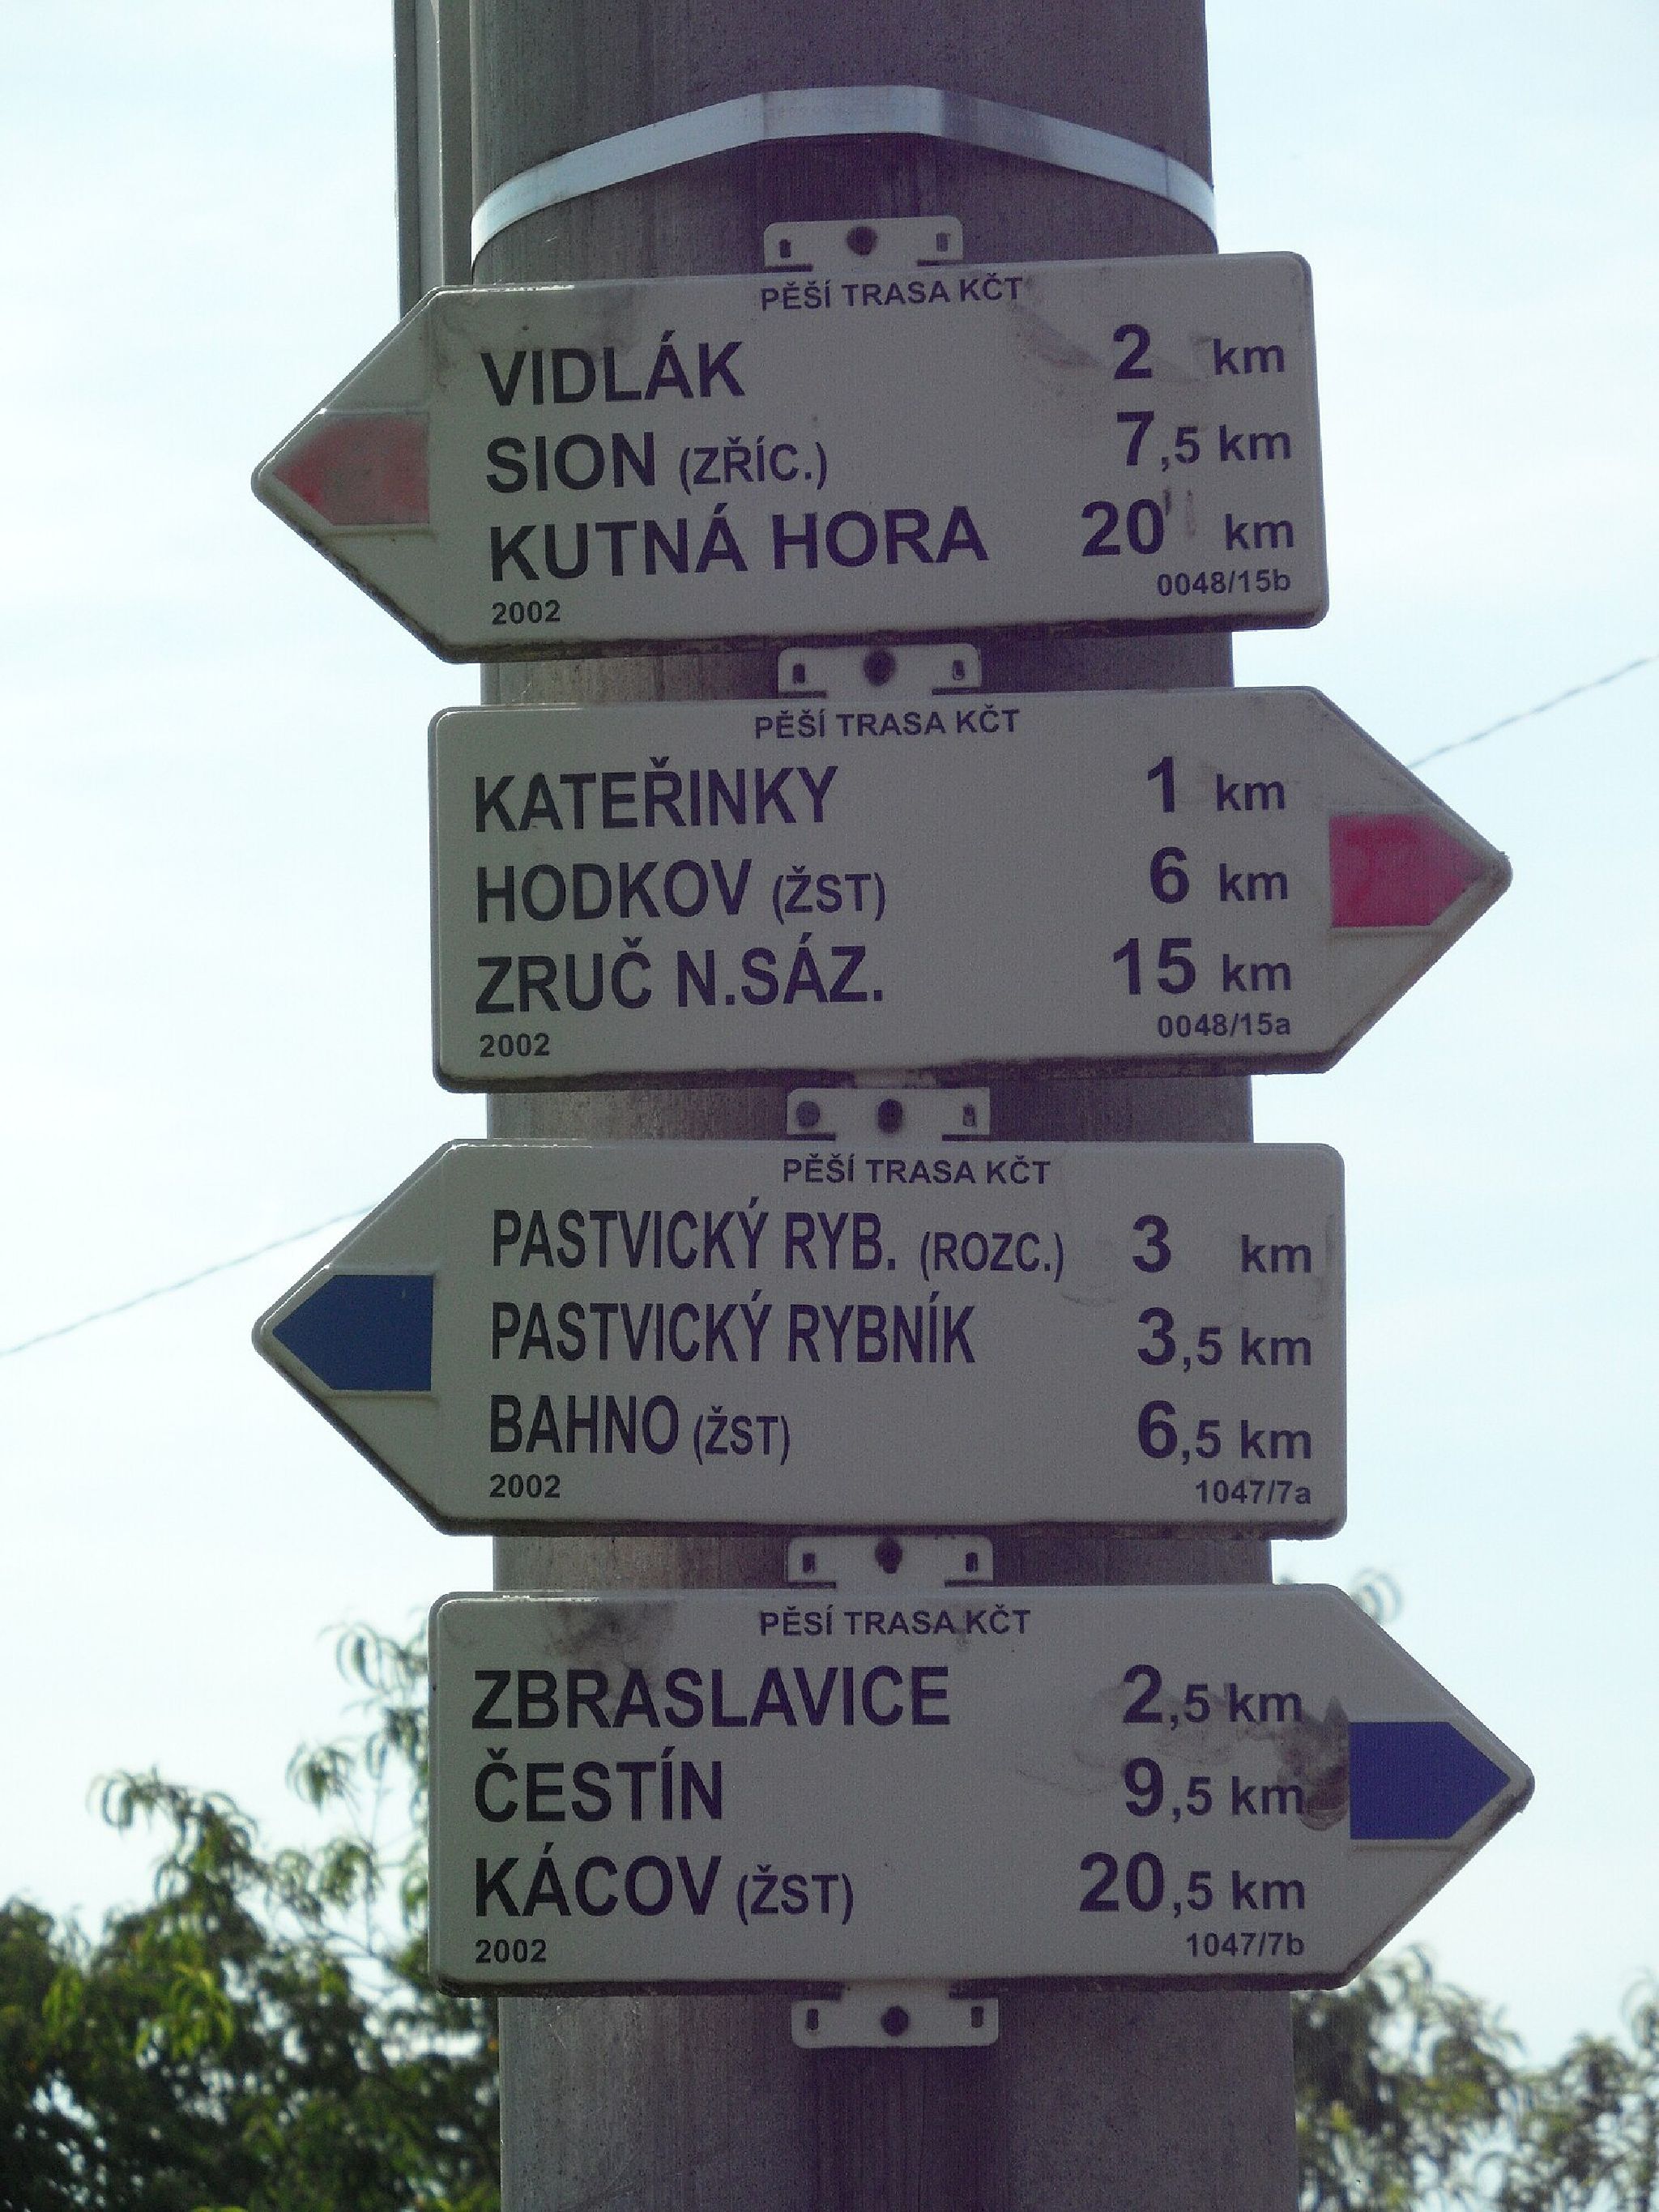 PĚŠÍ TRASA KČT
VIDLÁK 2 km
SION (ZŘÍC.) 7,5 km
KUTNÁ HORA 20 km
0048/15b
2002
PĚŠÍ TRASA KČT
KATEŘINKY 1 km
HODKOV (ŽST) 6 km
ZRUČ N.SÁZ. 15 km
0048/15a
2002
PĚŠÍ TRASA KČT
PASTVICKÝ RYB. (ROZC.) 3 km
PASTVICKÝ RYBNÍK 3,5 km
BAHNO (ŽST) 6,5 km
2002 1047/7a
PĚSÍ TRASA KČT
ZBRASLAVICE 2,5 km
ČESTÍN 9,5 km
KÁCOV (ŽST) 20,5 km
2002 1047/7b